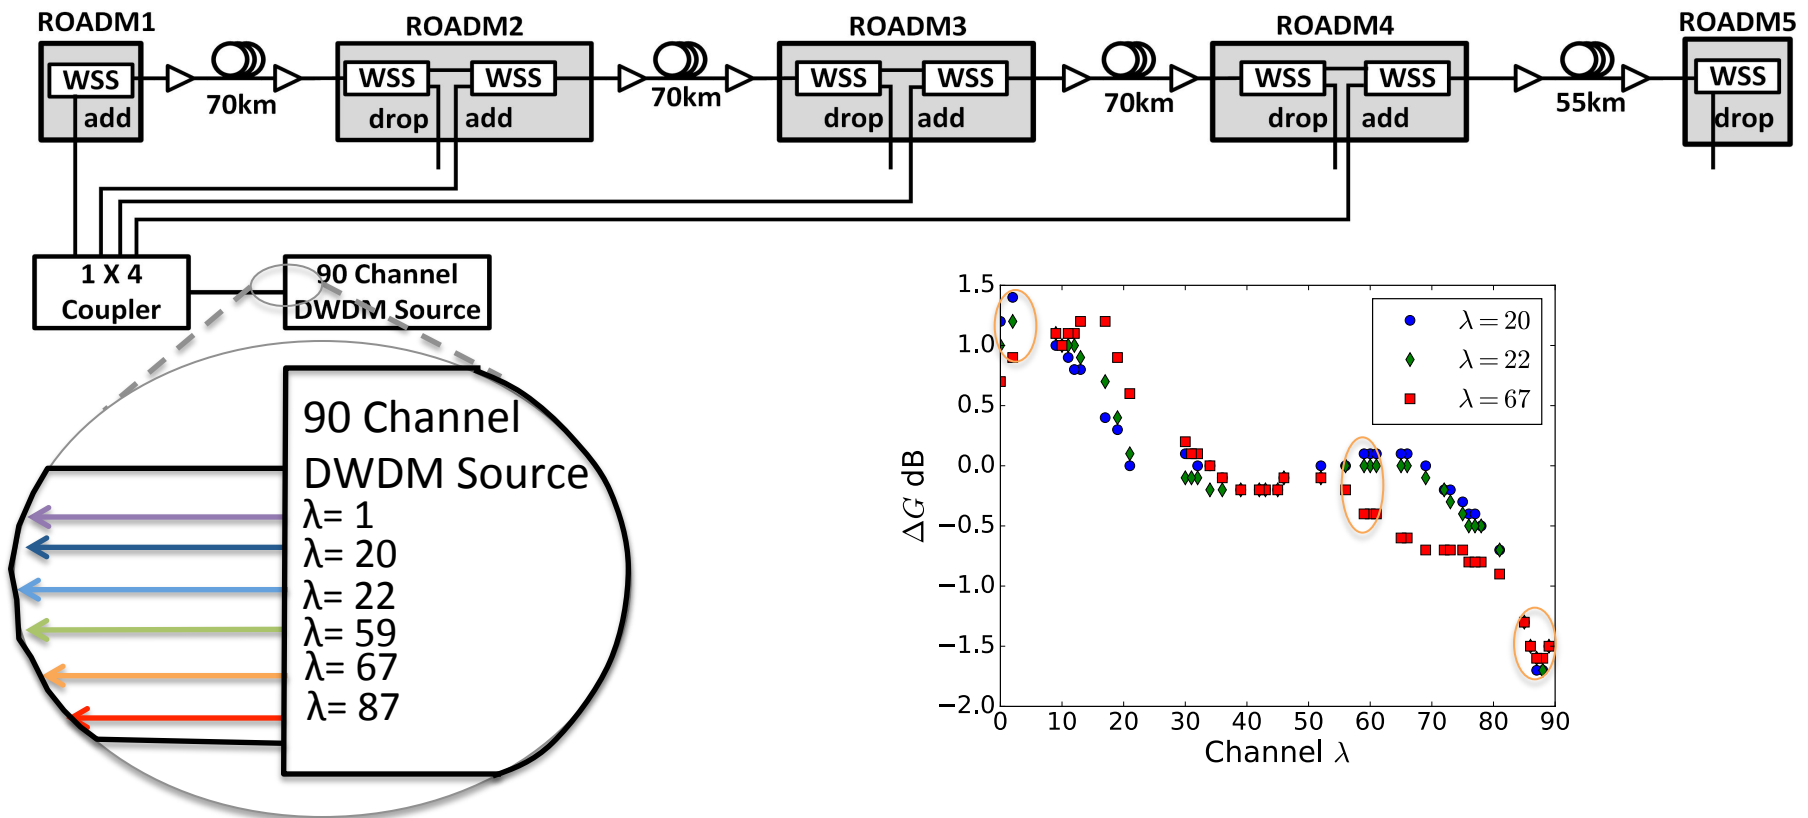 ROADM1
ROADM2
ROADM3
ROADM4
ROADM5
WSS
WSS
WSS
WSS
WSS
WSS
WSS
WSS
add
70km
drop
add
70km
drop
add
70km
drop
add
55km
drop
1 X 4
Coupler
90 Channel
DWDM Source
90 Channel
DWDM Source
λ= 1
λ= 20
λ= 22
λ= 59
λ= 67
λ= 87
1.5
1.0
0.5
0.0
−0.5
−1.0
−1.5
−2.0
ΔG dB
λ = 20
λ = 22
λ = 67
0 10 20 30 40 50 60 70 80 90
Channel λ